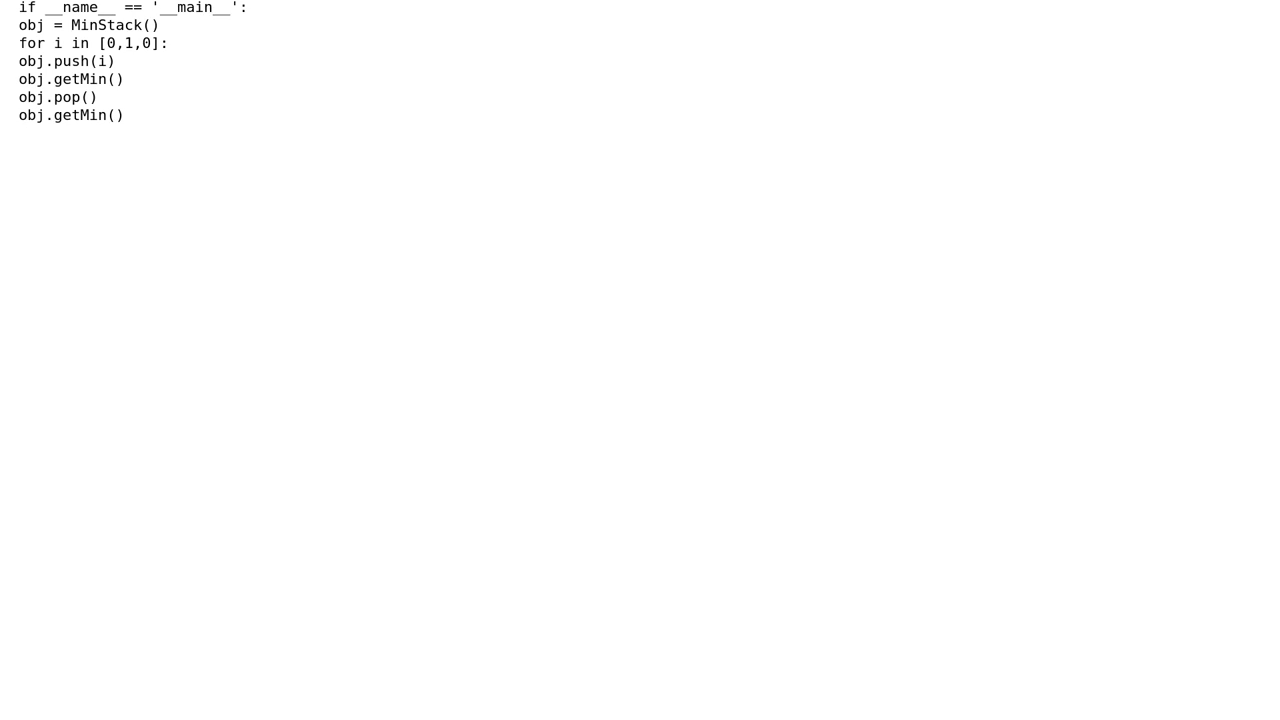 if __name__ == '__main__':
obj = MinStack()
for i in [0,1,0]:
obj.push(i)
obj.getMin()
obj.pop()
obj.getMin()